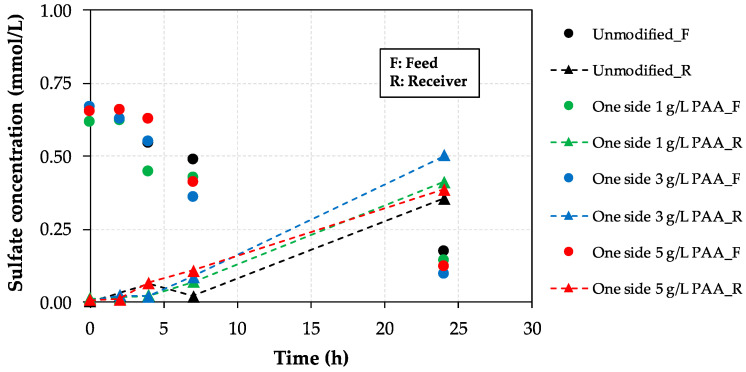 Sulfate concentration (mmol/L)
1.00
0.75
0.50
0.25
0.00
0
5
10
15
20
25
30
Time (h)
F: Feed
R: Receiver
Unmodified_F
Unmodified_R
One side 1 g/L PAA_F
One side 1 g/L PAA_R
One side 3 g/L PAA_F
One side 3 g/L PAA_R
One side 5 g/L PAA_F
One side 5 g/L PAA_R